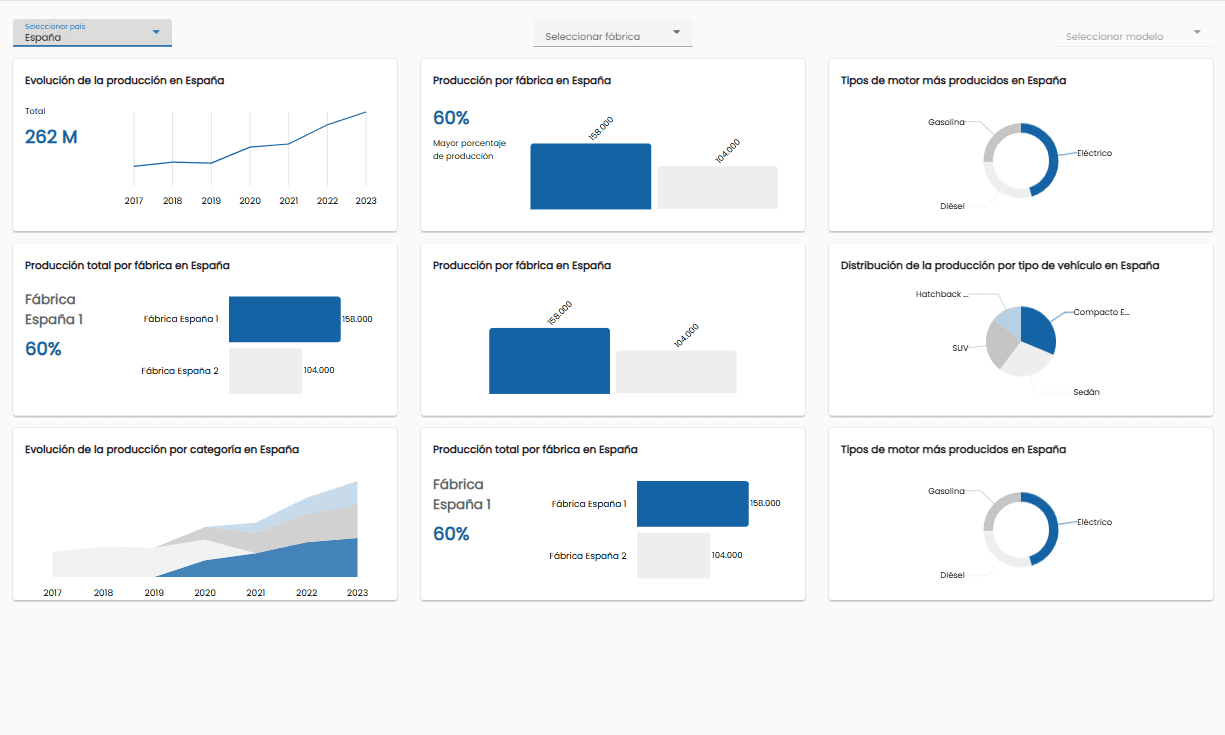 Seleccionar país
España
Seleccionar fábrica
Seleccionar modelo
Evolución de la producción en España
Total
262 M
2017 2018 2019 2020 2021 2022 2023
Producción por fábrica en España
60%
Mayor porcentaje
de producción
158.000
104.000
Tipos de motor más producidos en España
Gasolina
Eléctrico
Diésel
Producción total por fábrica en España
Fábrica
España 1
60%
Fábrica España 1
158.000
Fábrica España 2
104.000
Producción por fábrica en España
158.000
104.000
Distribución de la producción por tipo de vehículo en España
Hatchback ...
Compacto E...
SUV
Sedán
Evolución de la producción por categoría en España
2017 2018 2019 2020 2021 2022 2023
Producción total por fábrica en España
Fábrica
España 1
60%
Fábrica España 1
158.000
Fábrica España 2
104.000
Tipos de motor más producidos en España
Gasolina
Eléctrico
Diésel